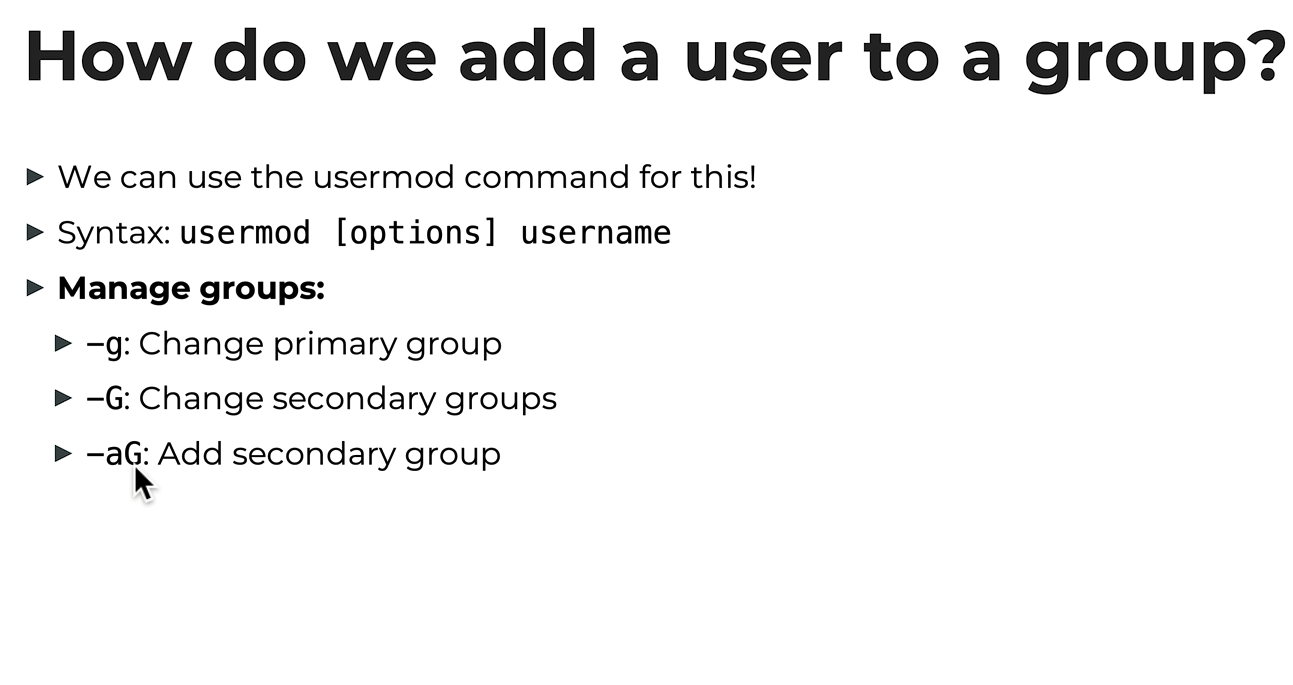 How do we add a user to a group?
► We can use the usermod command for this!
► Syntax: usermod [options] username
► Manage groups:
► -g: Change primary group
► -G: Change secondary groups
► -aG: Add secondary group